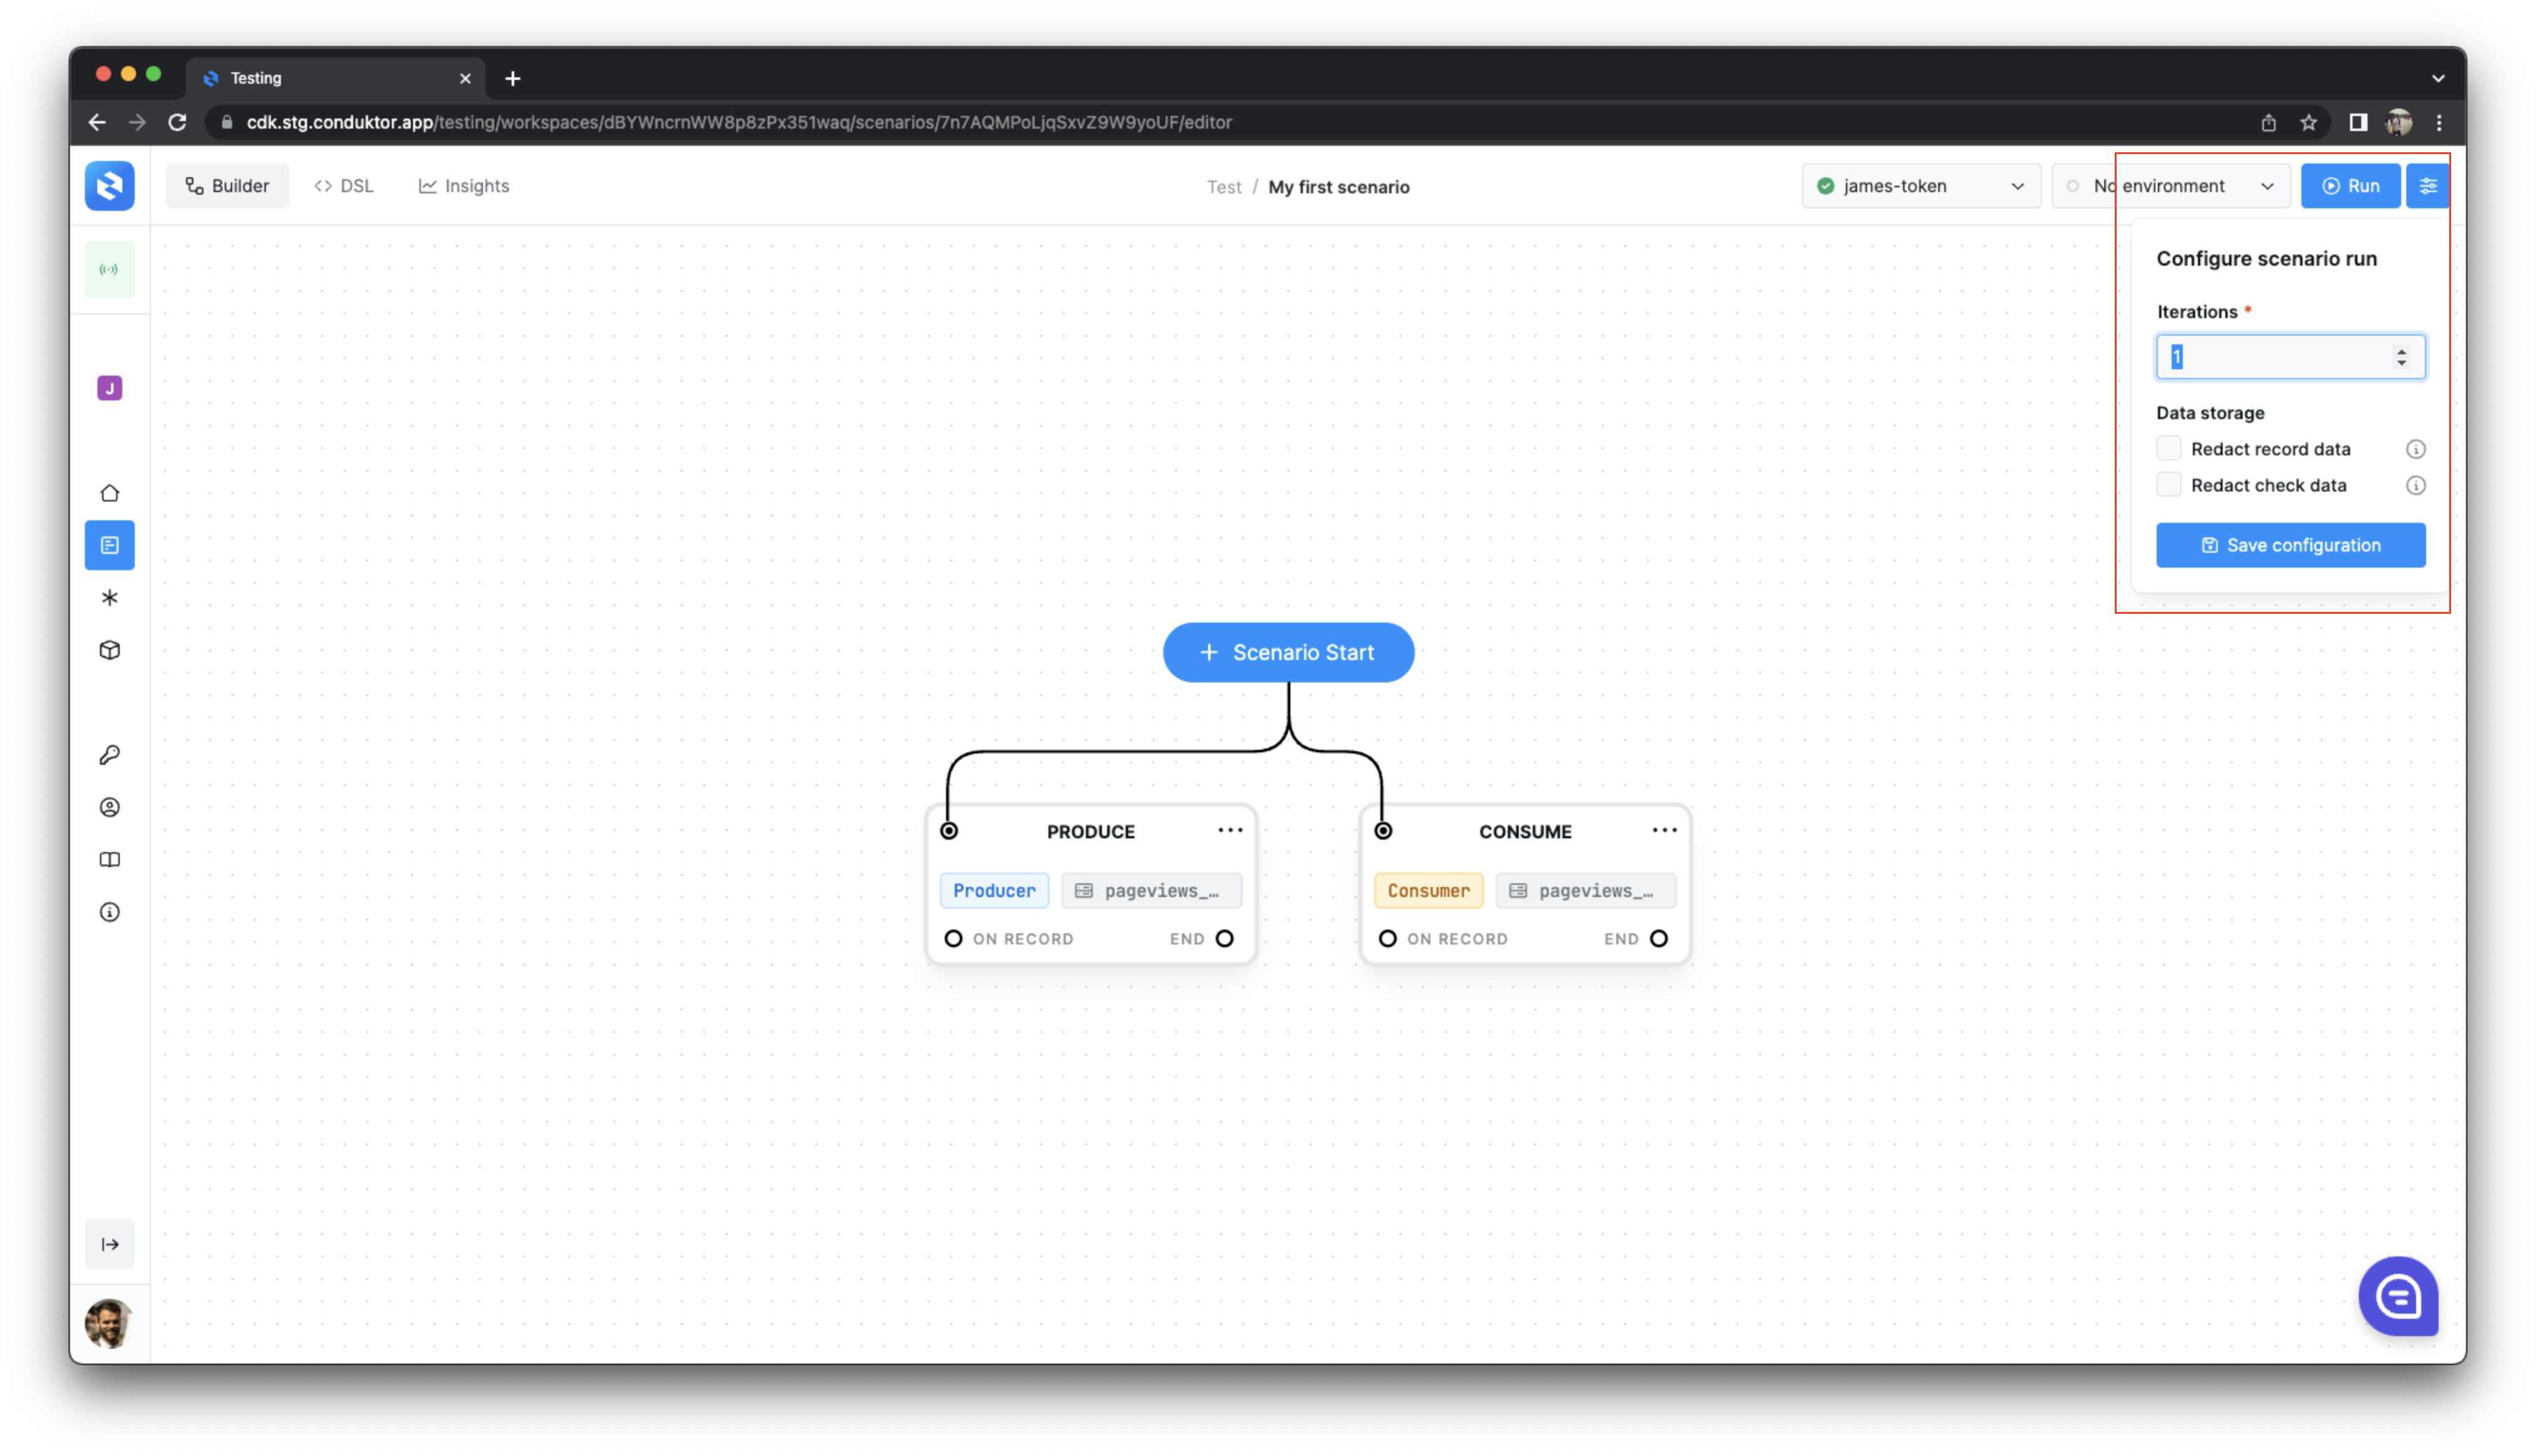 Testing
cdk.stg.conduktor.app/testing/workspaces/dBYWncrnWW8p8zPx351waq/scenarios/7n7AQMPoLjqSxvZ9W9yoUF/editor
Builder
DSL
Insights
Test / My first scenario
james-token
No environment
Run
J
Configure scenario run
Iterations *
1
Data storage
Redact record data
Redact check data
Save configuration
+ Scenario Start
PRODUCE
Producer
pageviews_…
ON RECORD
END
CONSUME
Consumer
pageviews_…
ON RECORD
END